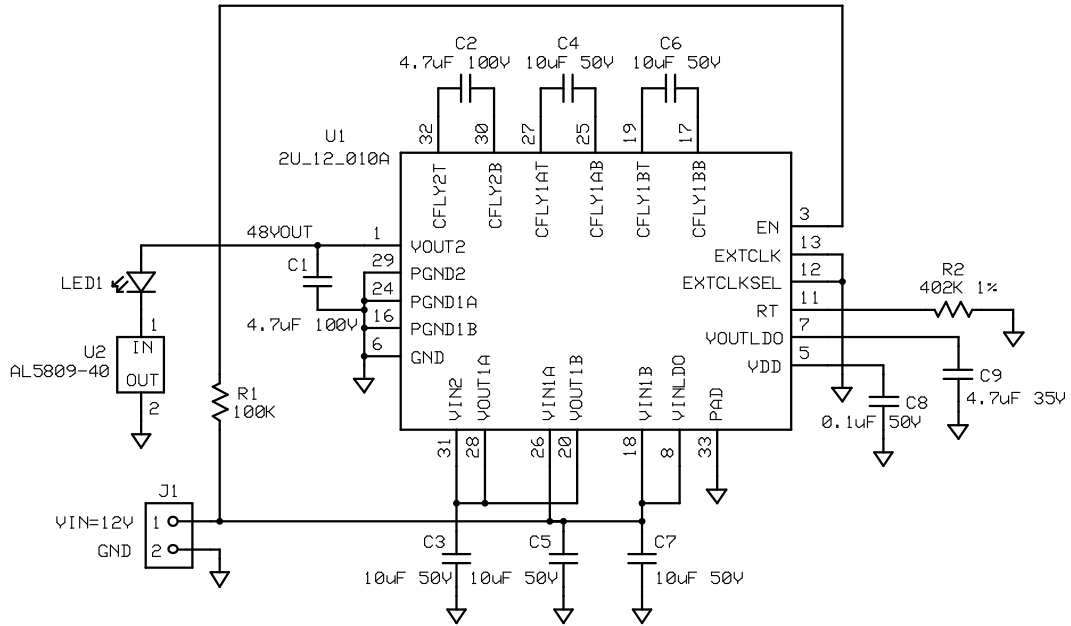 C2
4.7uF 100V
C4
10uF 50V
C6
10uF 50V
U1
2U_12_010A
32
30
27
25
19
17
CFLY2T
CFLY2B
CFLY1AT
CFLY1AB
CFLY1BT
CFLY1BB
48VOUT
1
VOUT2
29
PGND2
24
PGND1A
16
PGND1B
6
GND
EN
3
EXTCLK
13
EXTCLKSEL
12
RT
11
VOUTLDO
7
VDD
5
C1
4.7uF 100V
LED1
1
IN
U2
AL5809-40
OUT
2
R2
402K 1%
C9
4.7uF 35V
C8
0.1uF 50V
R1
100K
VIN2
VOUT1A
VIN1A
VOUT1B
VIN1B
VINLDO
PAD
31
28
26
20
18
8
33
J1
VIN=12V
1
GND
2
C3
10uF 50V
C5
10uF 50V
C7
10uF 50V